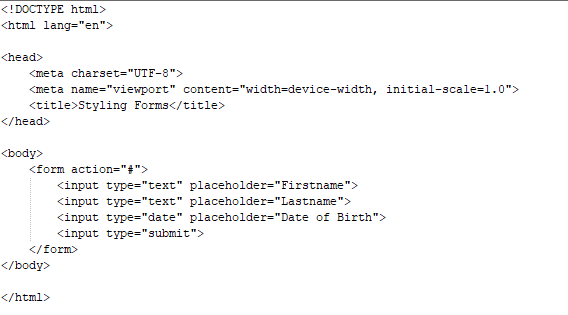 <!DOCTYPE html>
<html lang="en">
<head>
<meta charset="UTF-8">
<meta name="viewport" content="width=device-width, initial-scale=1.0">
<title>Styling Forms</title>
</head>
<body>
<form action="#">
<input type="text" placeholder="Firstname">
<input type="text" placeholder="Lastname">
<input type="date" placeholder="Date of Birth">
<input type="submit">
</form>
</body>
</html>